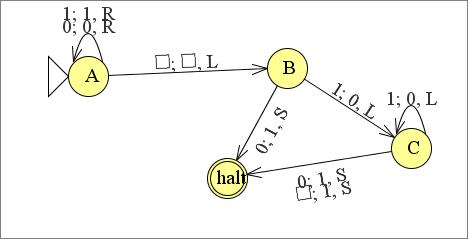 1; 1, R
0; 0, R
A
□; □, L
B
1; 0, L
1; 0, L
0; 1, S
C
halt
0; 1, S
□; 1, S